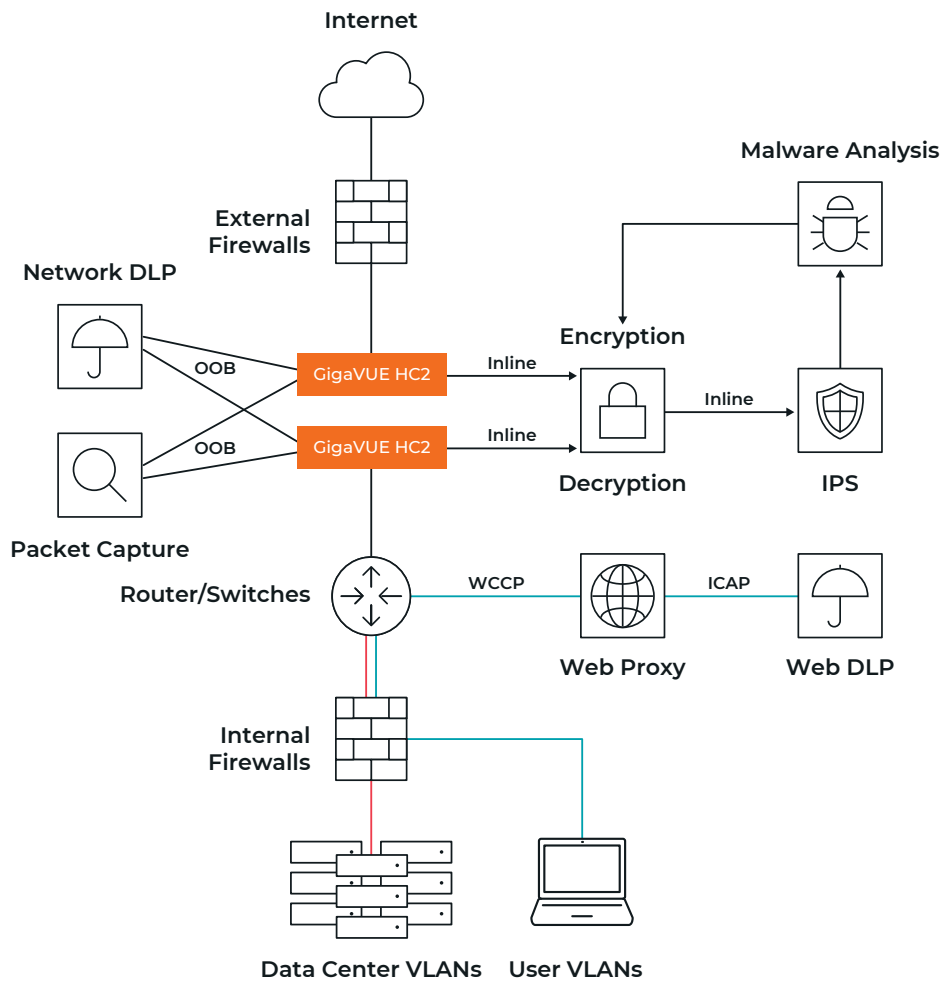 Internet
Malware Analysis
External
Firewalls
Network DLP
Encryption
OOB
GigaVUE HC2
Inline
Inline
OOB
GigaVUE HC2
Inline
Decryption
IPS
Packet Capture
Router/Switches
WCCP
ICAP
Web Proxy
Web DLP
Internal
Firewalls
Data Center VLANs
User VLANs